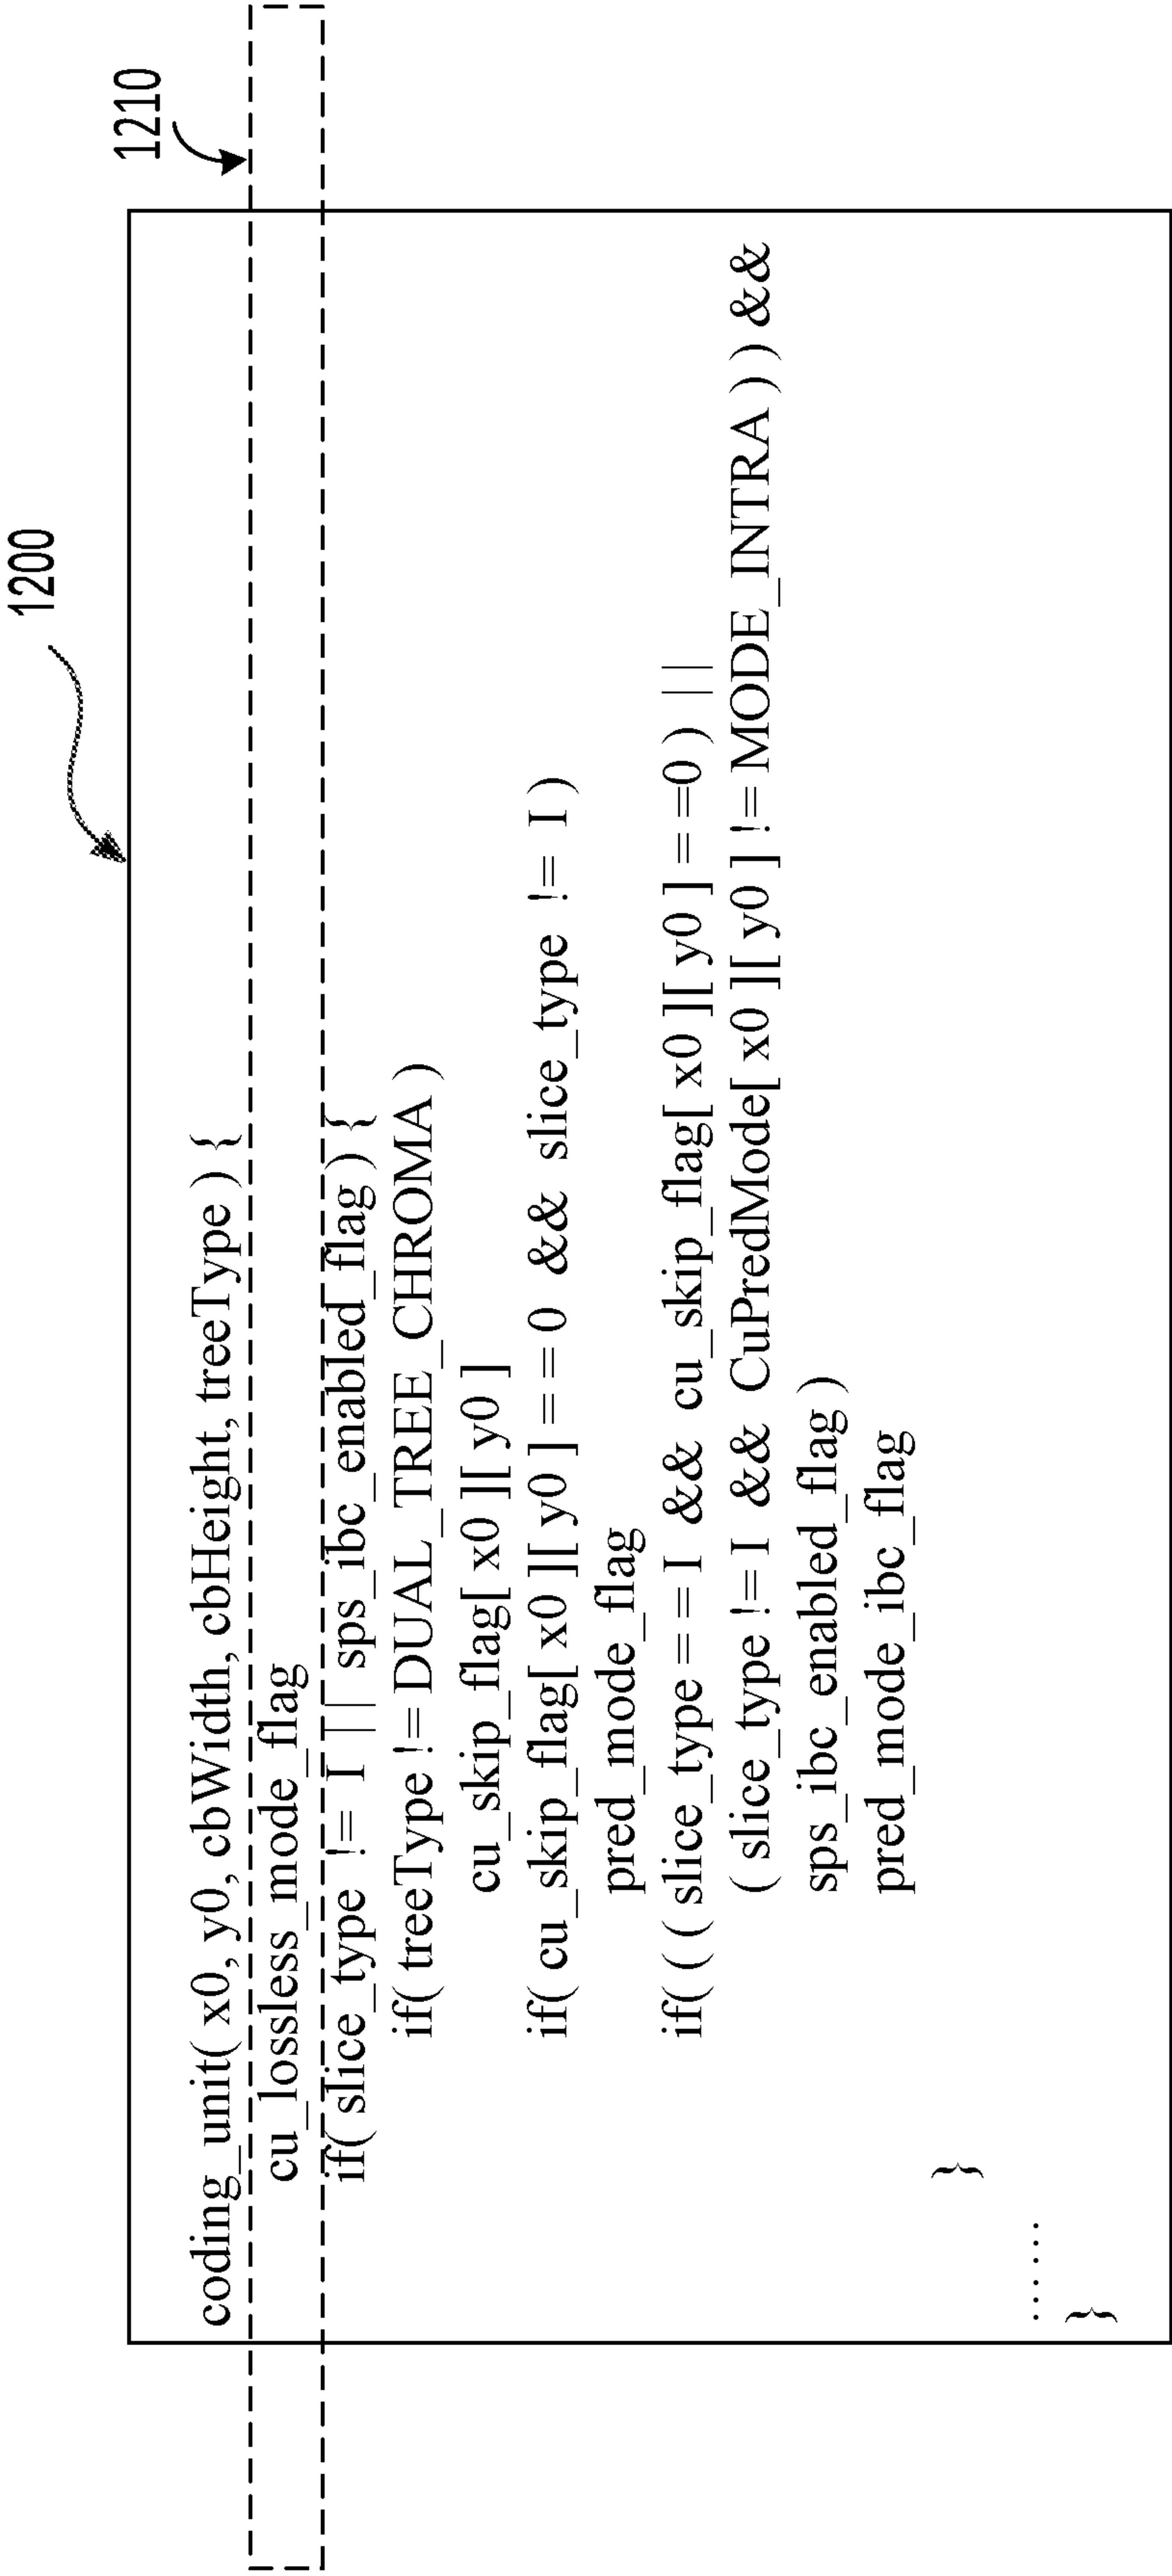 1200
1210
coding_unit( x0, y0, cbWidth, cbHeight, treeType ) {
cu_lossless_mode_flag
if( slice_type != I || sps_ibc_enabled_flag ) {
if( treeType != DUAL_TREE_CHROMA )
cu_skip_flag[ x0 ][ y0 ]
if( cu_skip_flag[ x0 ][ y0 ] = = 0 && slice_type != I )
pred_mode_flag
if( ( ( slice_type = = I && cu_skip_flag[ x0 ][ y0 ] = =0 ) ||
( slice_type != I && CuPredMode[ x0 ][ y0 ] != MODE_INTRA ) ) &&
sps_ibc_enabled_flag )
pred_mode_ibc_flag
}
......
}